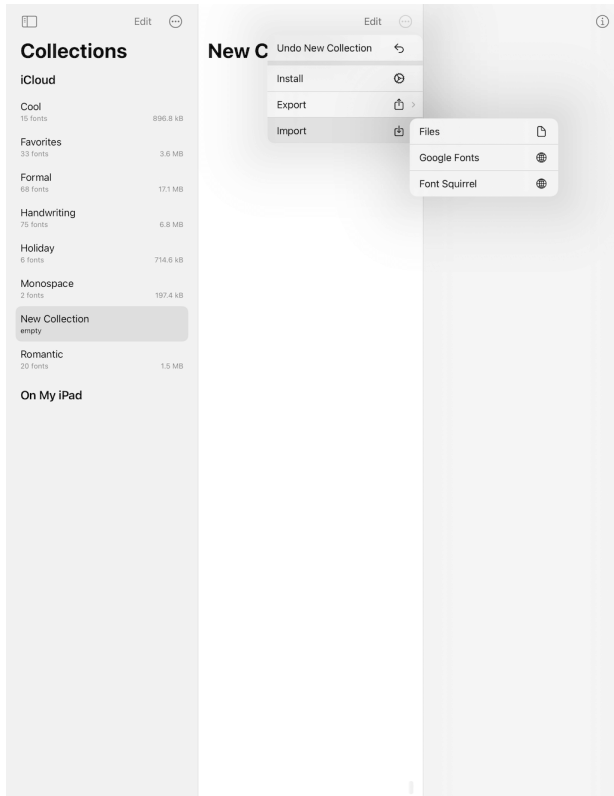 Edit
Collections
iCloud
Cool
15 fonts 896.8 kB
Favorites
33 fonts 3.6 MB
Formal
68 fonts 17.1 MB
Handwriting
75 fonts 6.8 MB
Holiday
6 fonts 714.6 kB
Monospace
2 fonts 197.4 kB
New Collection
empty
Romantic
20 fonts 1.5 MB
On My iPad
Edit
New C
Undo New Collection
Install
Export
Import
Files
Google Fonts
Font Squirrel